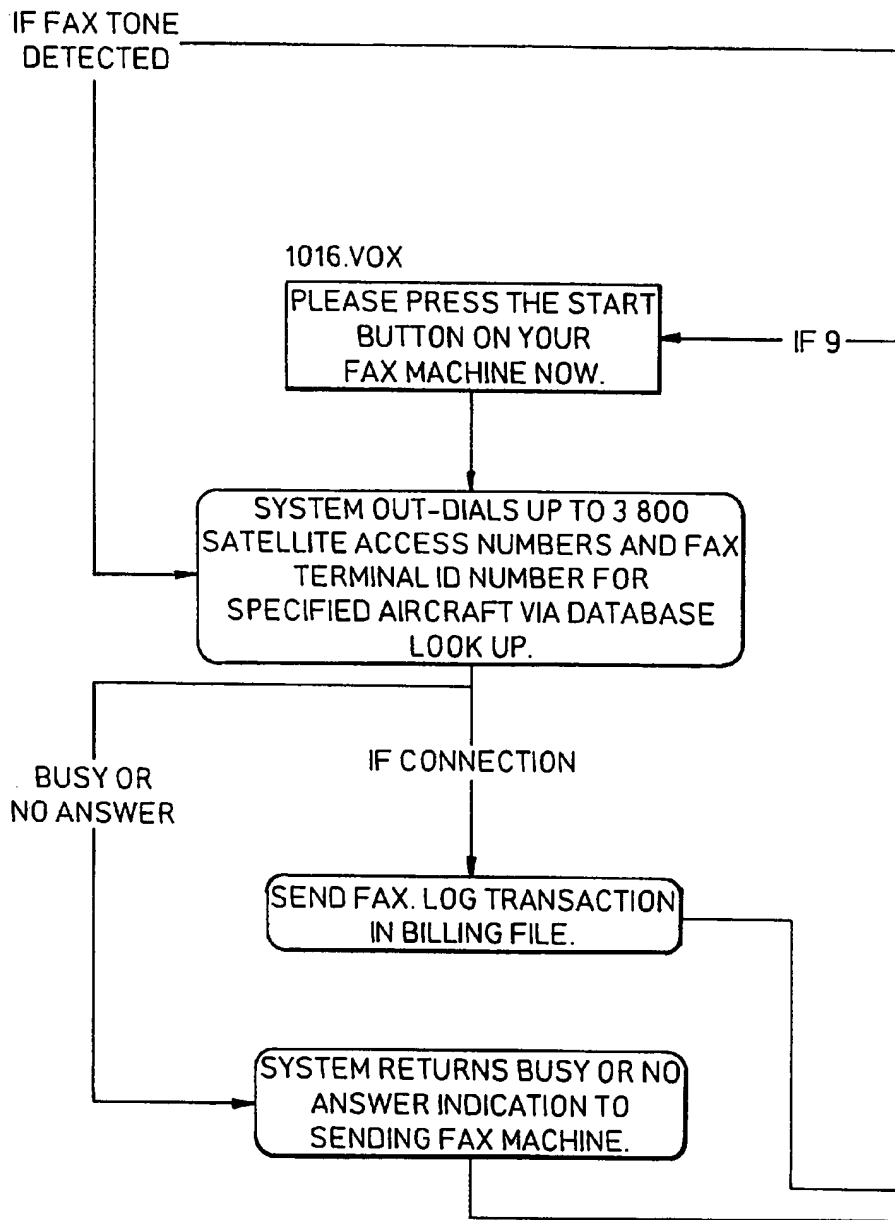 IF FAX TONE
DETECTED
1016.VOX
PLEASE PRESS THE START
BUTTON ON YOUR
FAX MACHINE NOW.
IF 9
SYSTEM OUT-DIALS UP TO 3 800
SATELLITE ACCESS NUMBERS AND FAX
TERMINAL ID NUMBER FOR
SPECIFIED AIRCRAFT VIA DATABASE
LOOK UP.
IF CONNECTION
BUSY OR
NO ANSWER
SEND FAX. LOG TRANSACTION
IN BILLING FILE.
SYSTEM RETURNS BUSY OR NO
ANSWER INDICATION TO
SENDING FAX MACHINE.